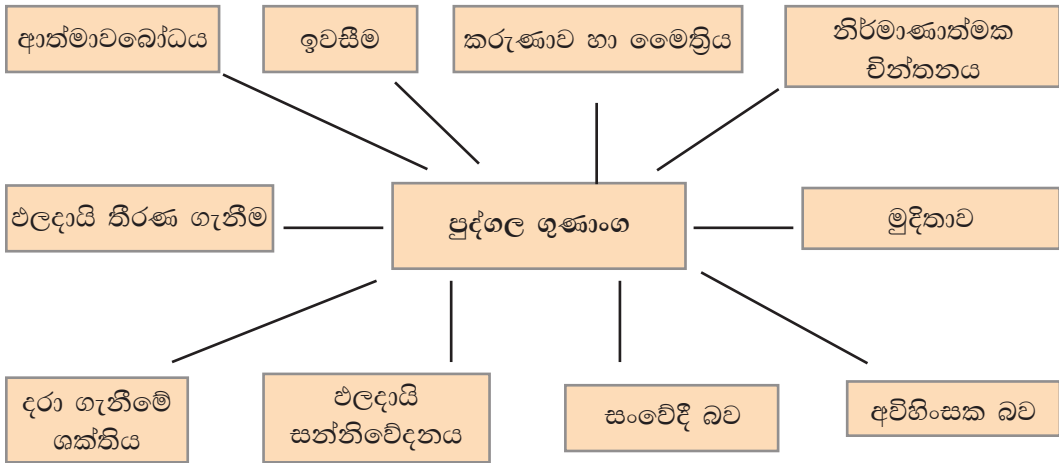 ආත්මාවබෝධය
ඉවසීම
කරුණාව හා මෛත්‍රිය
නිර්මාණාත්මක
චින්තනය
ඵලදායි තීරණ ගැනීම
පුද්ගල ගුණාංග
මුදිතාව
දරා ගැනීමේ
ශක්තිය
ඵලදායි
සන්නිවේදනය
සංවේදී බව
අවිහිංසක බව